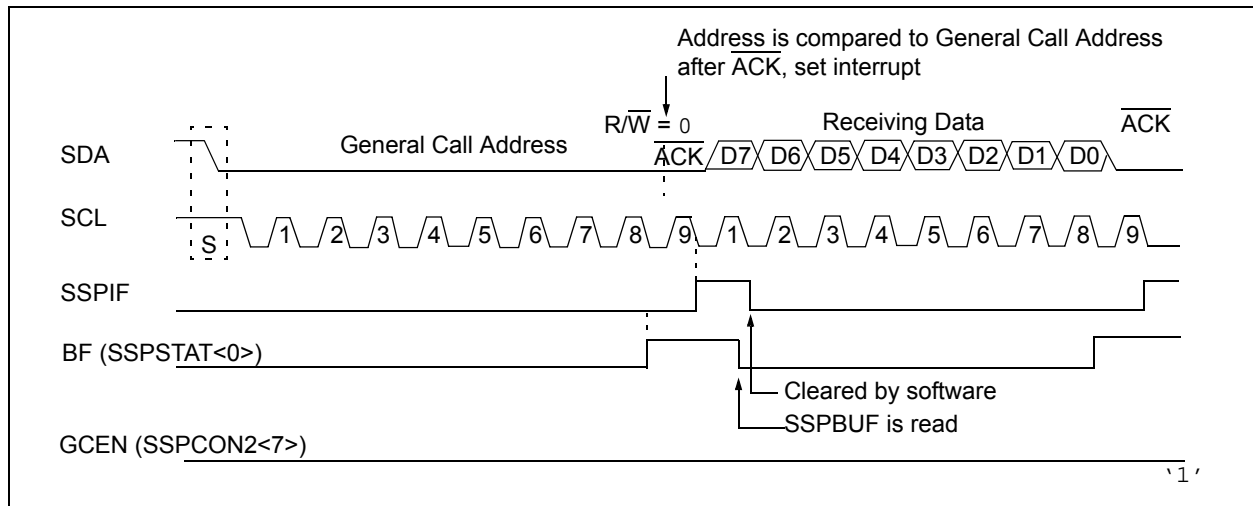 Address is compared to General Call Address
after ACK, set interrupt
R/W = 0
General Call Address
Receiving Data
ACK
SDA
ACK D7 D6 D5 D4 D3 D2 D1 D0
SCL
S
1 2 3 4 5 6 7 8 9 1 2 3 4 5 6 7 8 9
SSPIF
BF (SSPSTAT<0>)
Cleared by software
SSPBUF is read
GCEN (SSPCON2<7>)
‘1’